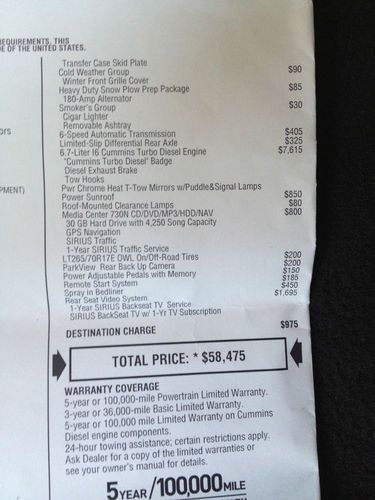 REQUIREMENTS, THIS
E OF THE UNITED STATES.
Transfer Case Skid Plate
Cold Weather Group $90
Winter Front Grille Cover
Heavy Duty Snow Plow Prep Package $85
180-Amp Alternator
Smoker's Group $30
Cigar Lighter
Removable Ashtray
6-Speed Automatic Transmission $405
Limited-Slip Differential Rear Axle $325
6.7-Liter I6 Cummins Turbo Diesel Engine $7,615
"Cummins Turbo Diesel" Badge
Diesel Exhaust Brake
Tow Hooks
Pwr Chrome Heat T-Tow Mirrors w/Puddle&Signal Lamps
Power Sunroof $850
Roof-Mounted Clearance Lamps $80
Media Center 730N CD/DVD/MP3/HDD/NAV $800
30 GB Hard Drive with 4,250 Song Capacity
GPS Navigation
SIRIUS Traffic
1-Year SIRIUS Traffic Service
LT265/70R17E OWL On/Off-Road Tires $200
ParkView Rear Back Up Camera $200
Power Adjustable Pedals with Memory $150
Remote Start System $185
Spray in Bedliner $450
Rear Seat Video System $1,695
1-Year SIRIUS Backseat TV Service
SIRIUS BackSeat TV w/ 1-Yr TV Subscription
DESTINATION CHARGE $975
TOTAL PRICE: * $58,475
WARRANTY COVERAGE
5-year or 100,000-mile Powertrain Limited Warranty.
3-year or 36,000-mile Basic Limited Warranty.
5-year or 100,000 mile Limited Warranty on Cummins
Diesel engine components.
24-hour towing assistance; certain restrictions apply.
Ask Dealer for a copy of the limited warranties or
see your owner's manual for details.
5YEAR/100,000MILE
ors
PMENT)